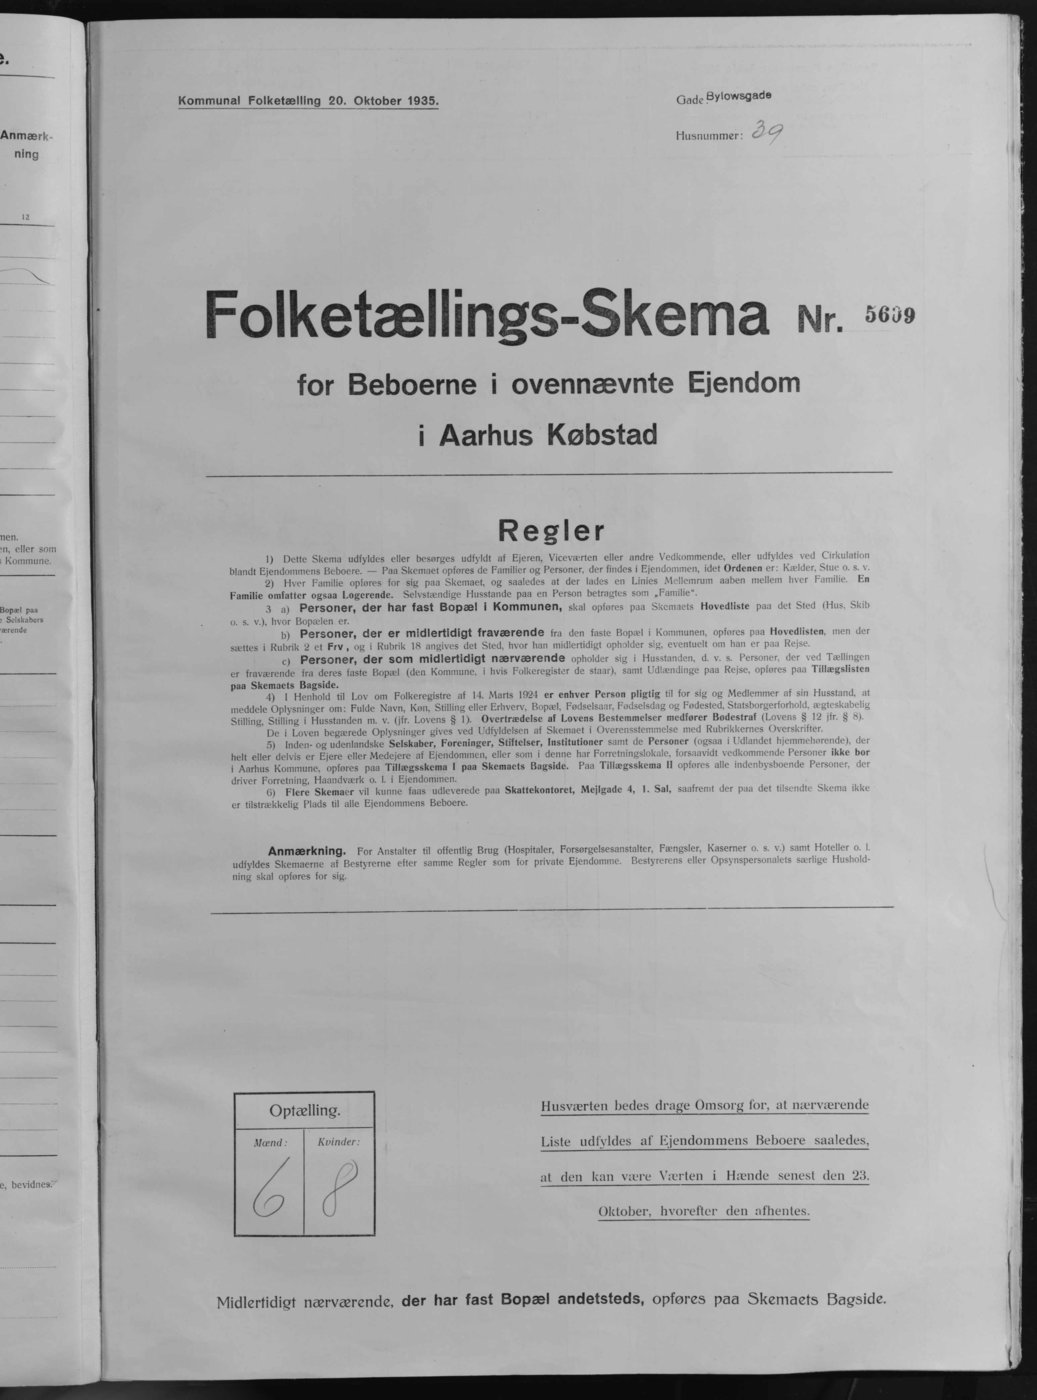 e.
Anmærk-
ning
12
men.
en, eller som
s Kommune.
Bopæl paa
e Selskabers
værende
e, bevidnes.
Kommunal Folketælling 20. Oktober 1935.
Gade: Bylowsgade
Husnummer: 39
Folketællings-Skema Nr. 5609
for Beboerne i ovennævnte Ejendom
i Aarhus Købstad
Regler
1) Dette Skema udfyldes eller besørges udfyldt af Ejeren, Viceværten eller andre Vedkommende, eller udfyldes ved Cirkulation
blandt Ejendommens Beboere. — Paa Skemaet opføres de Familier og Personer, der findes i Ejendommen, idet Ordenen er: Kælder, Stue o. s. v.
2) Hver Familie opføres for sig paa Skemaet, og saaledes at der lades en Linies Mellemrum aaben mellem hver Familie. En
Familie omfatter ogsaa Logerende. Selvstændige Husstande paa en Person betragtes som „Familie".
3 a) Personer, der har fast Bopæl i Kommunen, skal opføres paa Skemaets Hovedliste paa det Sted (Hus, Skib
o. s. v.), hvor Bopælen er.
b) Personer, der er midlertidigt fraværende fra den faste Bopæl i Kommunen, opføres paa Hovedlisten, men der
sættes i Rubrik 2 et Frv, og i Rubrik 18 angives det Sted, hvor han midlertidigt opholder sig, eventuelt om han er paa Rejse.
c) Personer, der som midlertidigt nærværende opholder sig i Husstanden, d. v. s. Personer, der ved Tællingen
er fraværende fra deres faste Bopæl (den Kommune, i hvis Folkeregister de staar), samt Udlændinge paa Rejse, opføres paa Tillægslisten
paa Skemaets Bagside.
4) I Henhold til Lov om Folkeregistre af 14. Marts 1924 er enhver Person pligtig til for sig og Medlemmer af sin Husstand, at
meddele Oplysninger om: Fulde Navn, Køn, Stilling eller Erhverv, Bopæl, Fødselsaar, Fødselsdag og Fødested, Statsborgerforhold, ægteskabelig
Stilling, Stilling i Husstanden m. v. (jfr. Lovens § 1). Overtrædelse af Lovens Bestemmelser medfører Bødestraf (Lovens § 12 jfr. § 8).
De i Loven begærede Oplysninger gives ved Udfyldelsen af Skemaet i Overensstemmelse med Rubrikkernes Overskrifter.
5) Inden- og udenlandske Selskaber, Foreninger, Stiftelser, Institutioner samt de Personer (ogsaa i Udlandet hjemmehørende), der
helt eller delvis er Ejere eller Medejere af Ejendommen, eller som i denne har Forretningslokale, forsaavidt vedkommende Personer ikke bor
i Aarhus Kommune, opføres paa Tillægsskema I paa Skemaets Bagside. Paa Tillægsskema II opføres alle indenbysboende Personer, der
driver Forretning, Haandværk o. l. i Ejendommen.
6) Flere Skemaer vil kunne faas udleverede paa Skattekontoret, Mejlgade 4, 1. Sal, saafremt der paa det tilsendte Skema ikke
er tilstrækkelig Plads til alle Ejendommens Beboere.
Anmærkning. For Anstalter til offentlig Brug (Hospitaler, Forsørgelsesanstalter, Fængsler, Kaserner o. s. v.) samt Hoteller o. l.
udfyldes Skemaerne af Bestyrerne efter samme Regler som for private Ejendomme. Bestyrerens eller Opsynspersonalets særlige Hushold-
ning skal opføres for sig.
Optælling.
Mænd: Kvinder:
6 8
Husværten bedes drage Omsorg for, at nærværende
Liste udfyldes af Ejendommens Beboere saaledes,
at den kan være Værten i Hænde senest den 23.
Oktober, hvorefter den afhentes.
Midlertidigt nærværende, der har fast Bopæl andetsteds, opføres paa Skemaets Bagside.